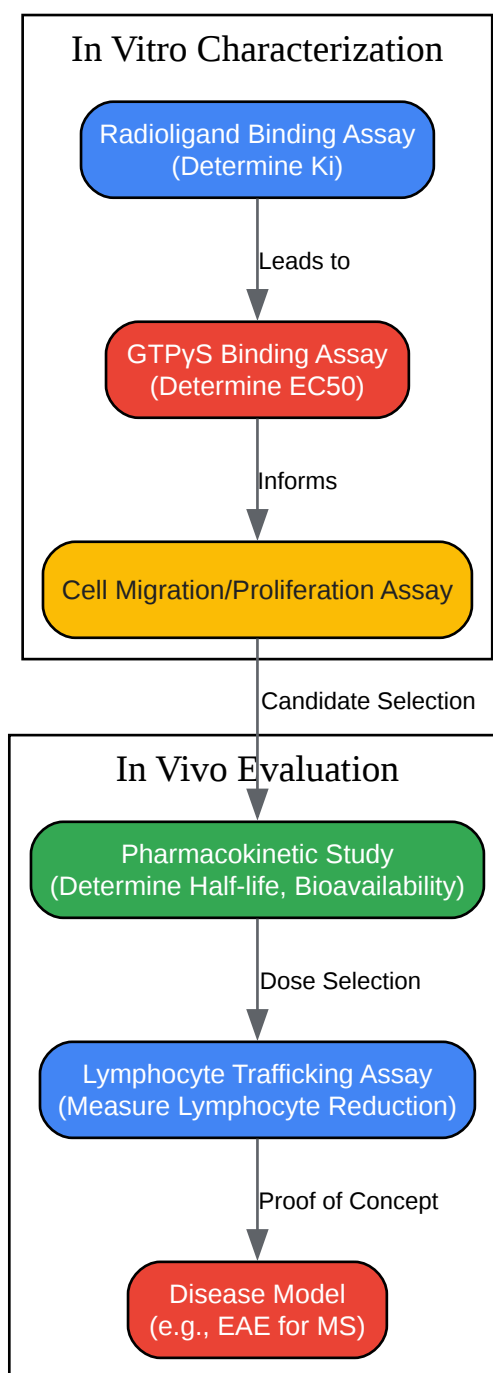 In Vitro Characterization
Radioligand Binding Assay
(Determine Ki)
Leads to
GTPγS Binding Assay
(Determine EC50)
Informs
Cell Migration/Proliferation Assay
Candidate Selection
In Vivo Evaluation
Pharmacokinetic Study
(Determine Half-life, Bioavailability)
Dose Selection
Lymphocyte Trafficking Assay
(Measure Lymphocyte Reduction)
Proof of Concept
Disease Model
(e.g., EAE for MS)